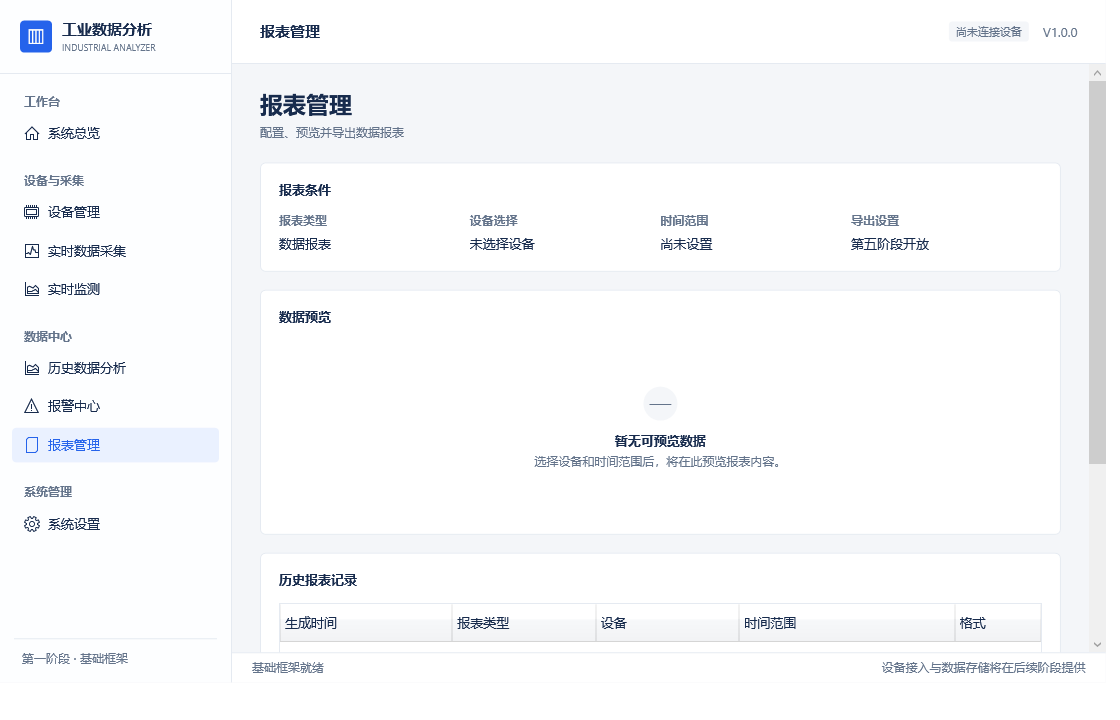 工业数据分析
INDUSTRIAL ANALYZER
工作台
系统总览
设备与采集
设备管理
实时数据采集
实时监测
数据中心
历史数据分析
报警中心
报表管理
系统管理
系统设置
第一阶段 · 基础框架
报表管理
尚未连接设备 V1.0.0
报表管理
配置、预览并导出数据报表
报表条件
报表类型 设备选择 时间范围 导出设置
数据报表 未选择设备 尚未设置 第五阶段开放
数据预览
暂无可预览数据
选择设备和时间范围后，将在此预览报表内容。
历史报表记录
生成时间 报表类型 设备 时间范围 格式
基础框架就绪 设备接入与数据存储将在后续阶段提供